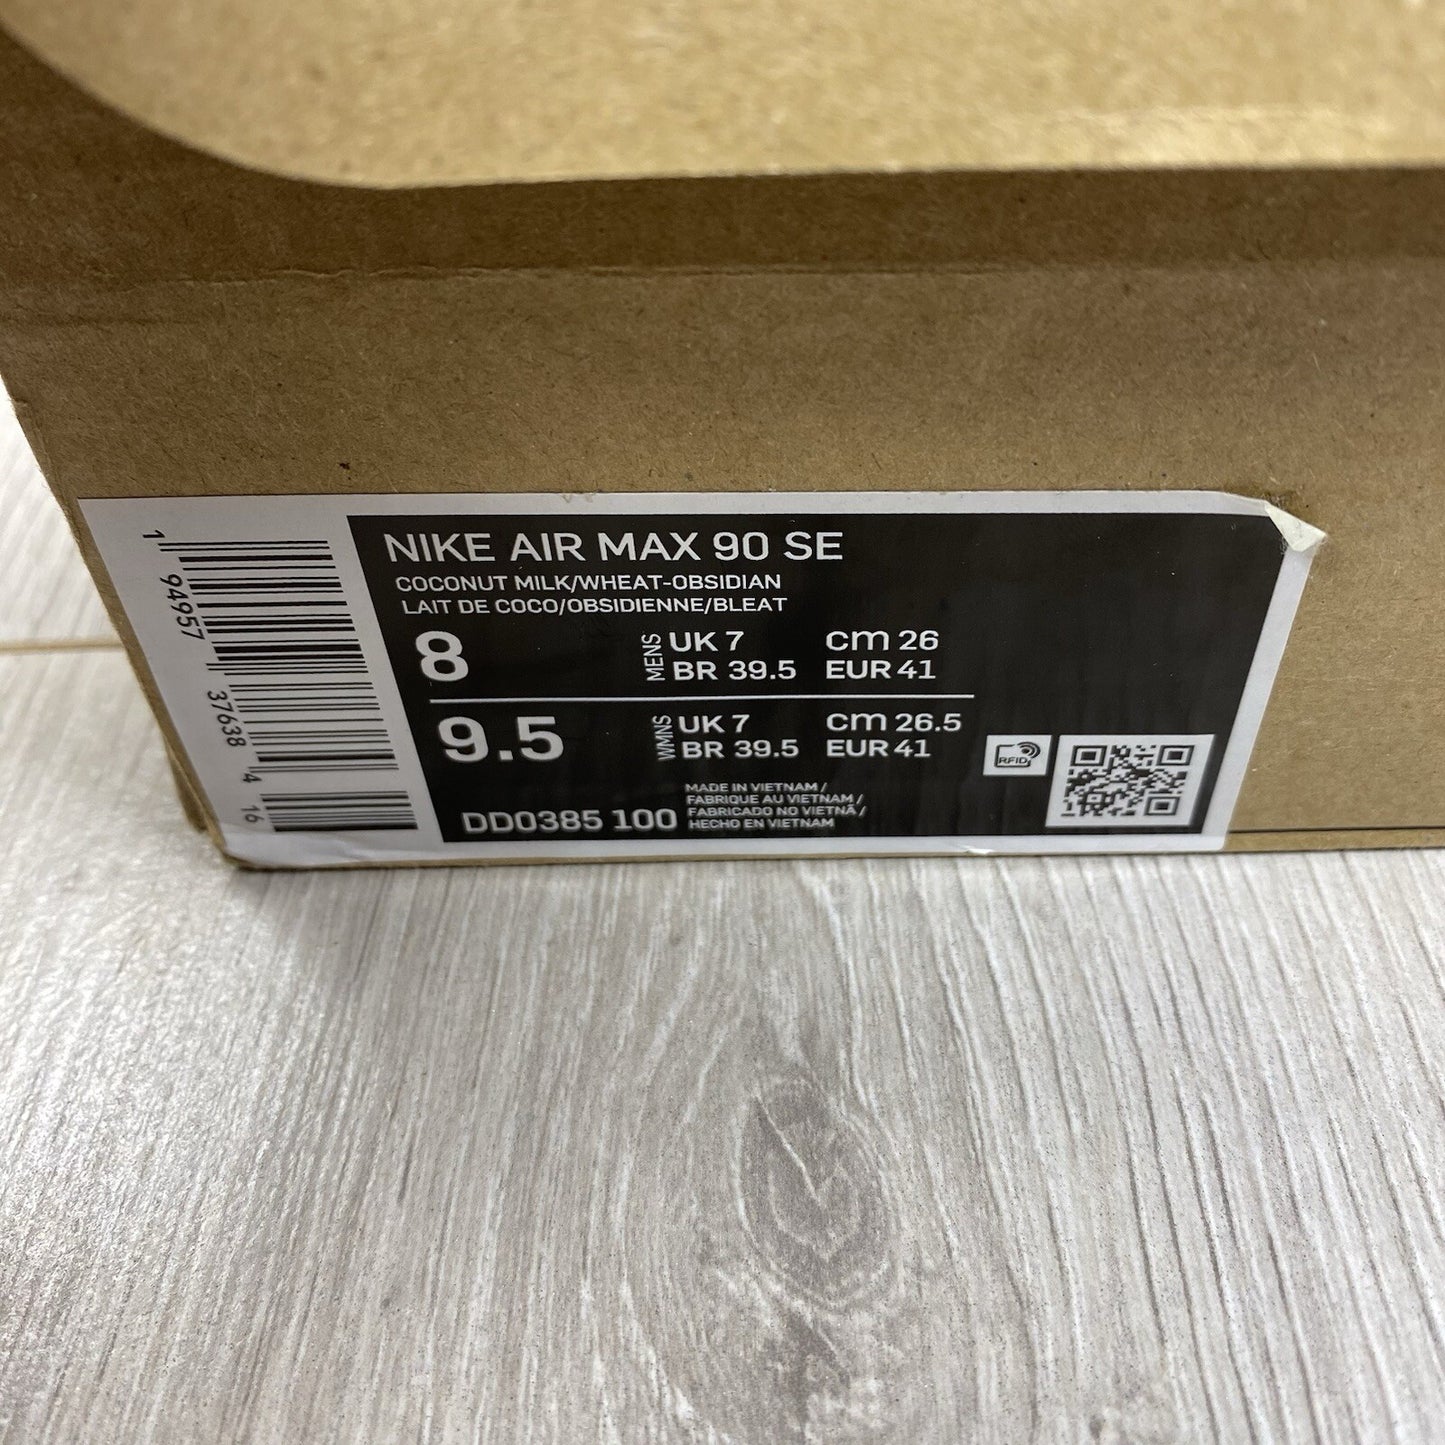 NIKE AIR MAX 90 SE
COCONUT MILK/WHEAT-OBSIDIAN
LAIT DE COCO/OBSIDIENNE/BLEAT
8
MENS
UK 7 cm 26
BR 39.5 EUR 41
9.5
WMNS
UK 7 cm 26.5
BR 39.5 EUR 41
DD0385 100
MADE IN VIETNAM /
FABRIQUE AU VIETNAM /
FABRICADO NO VIETNÃ /
HECHO EN VIETNAM
RFID
1 94957 37638 4 16